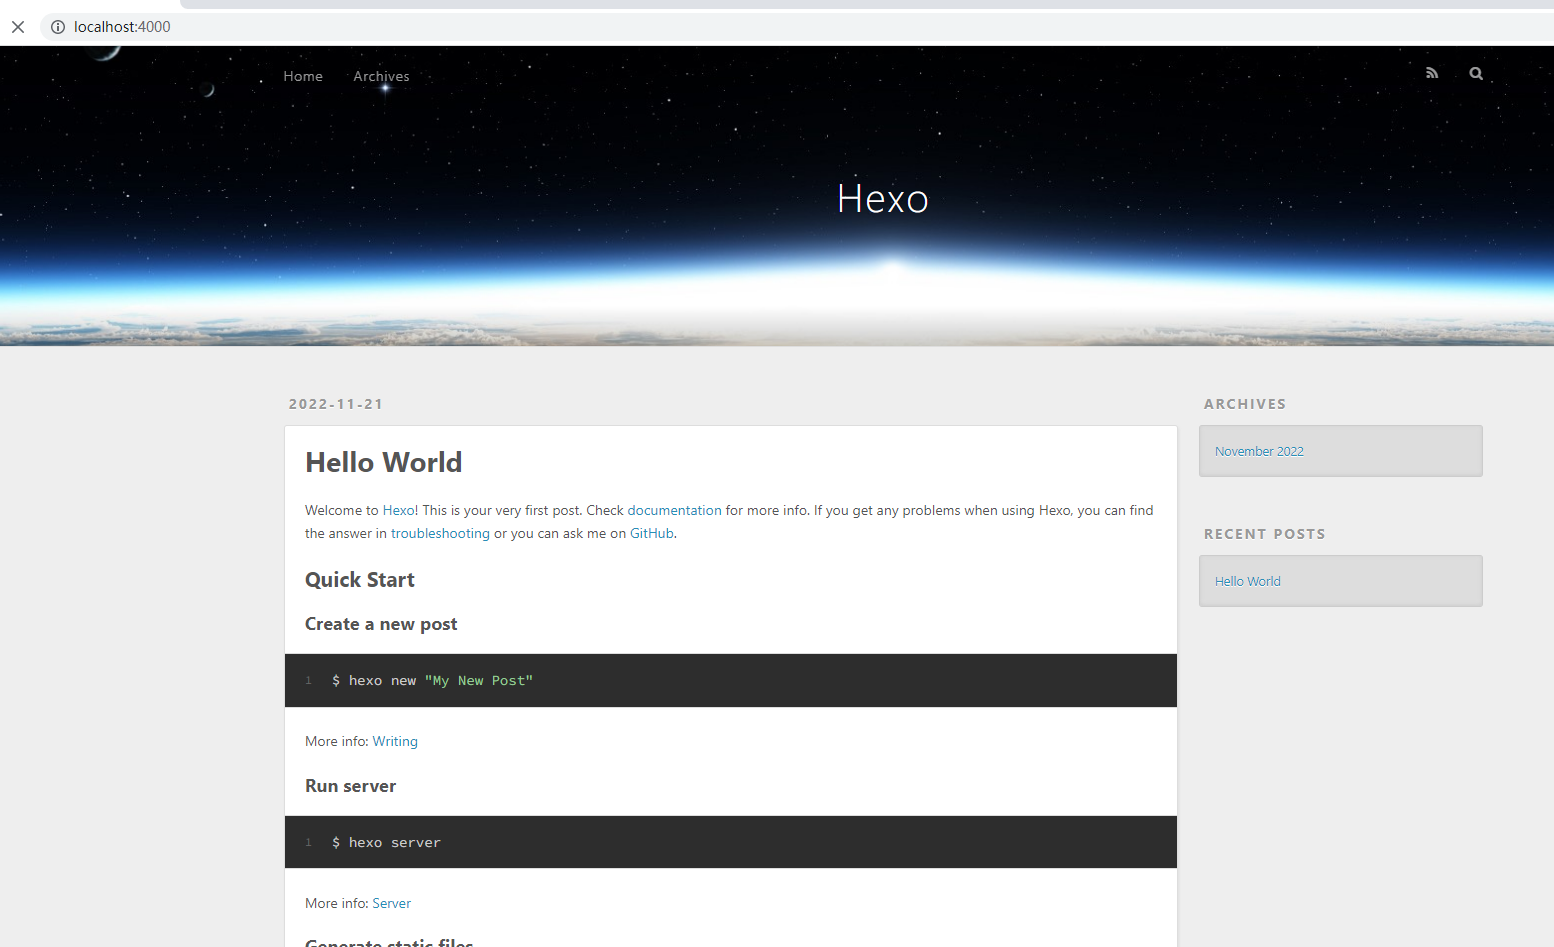 localhost:4000
Home Archives
Hexo
2022-11-21
Hello World
Welcome to Hexo! This is your very first post. Check documentation for more info. If you get any problems when using Hexo, you can find
the answer in troubleshooting or you can ask me on GitHub.
Quick Start
Create a new post
1 $ hexo new "My New Post"
More info: Writing
Run server
1 $ hexo server
More info: Server
Generate static files
ARCHIVES
November 2022
RECENT POSTS
Hello World